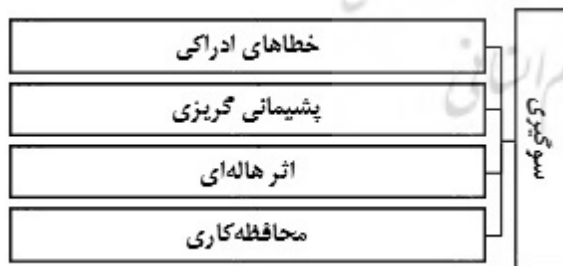 سوگیری
خطاهای ادراکی
پشیمانی گریزی
اثر هاله‌ای
محافظه‌کاری